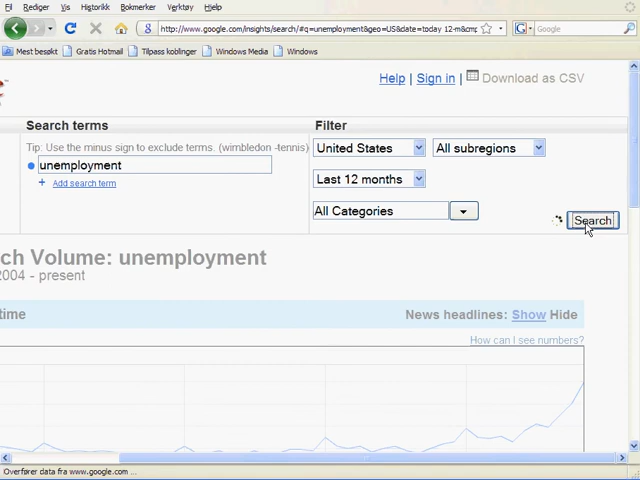 Fil Rediger Vis Historikk Bokmerker Verktøy Hjelp
http://www.google.com/insights/search/#q=unemployment&geo=US&date=today 12-m&cmp
Google
Mest besøkt Gratis Hotmail Tilpass koblinger Windows Media Windows
Help | Sign in | Download as CSV
Search terms
Filter
Tip: Use the minus sign to exclude terms. (wimbledon -tennis)
United States
All subregions
unemployment
+ Add search term
Last 12 months
All Categories
Search
ch Volume: unemployment
2004 - present
time
News headlines: Show Hide
How can I see numbers?
Overfører data fra www.google.com ...